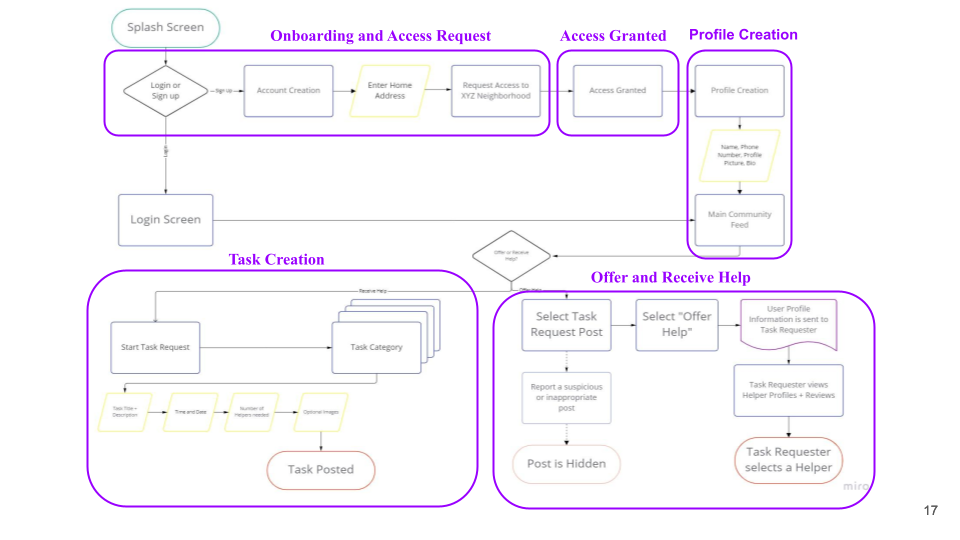 Splash Screen
Onboarding and Access Request
Access Granted
Profile Creation
Login or
Sign up
Sign Up
Account Creation
Enter Home
Address
Request Access to
XYZ Neighborhood
Access Granted
Profile Creation
Name, Phone
Number, Profile
Picture, Bio
Login
Login Screen
Main Community
Feed
Offer or Receive
Help?
Task Creation
Offer and Receive Help
Receive Help
Offer Help
Start Task Request
Task Category
Task Title +
Description
Time and Date
Number of
Helpers needed
Optional Images
Task Posted
Select Task
Request Post
Select "Offer
Help"
User Profile
Information is sent to
Task Requester
Report a suspicious
or inappropriate
post
Task Requester views
Helper Profiles + Reviews
Post is Hidden
Task Requester
selects a Helper
miro
17